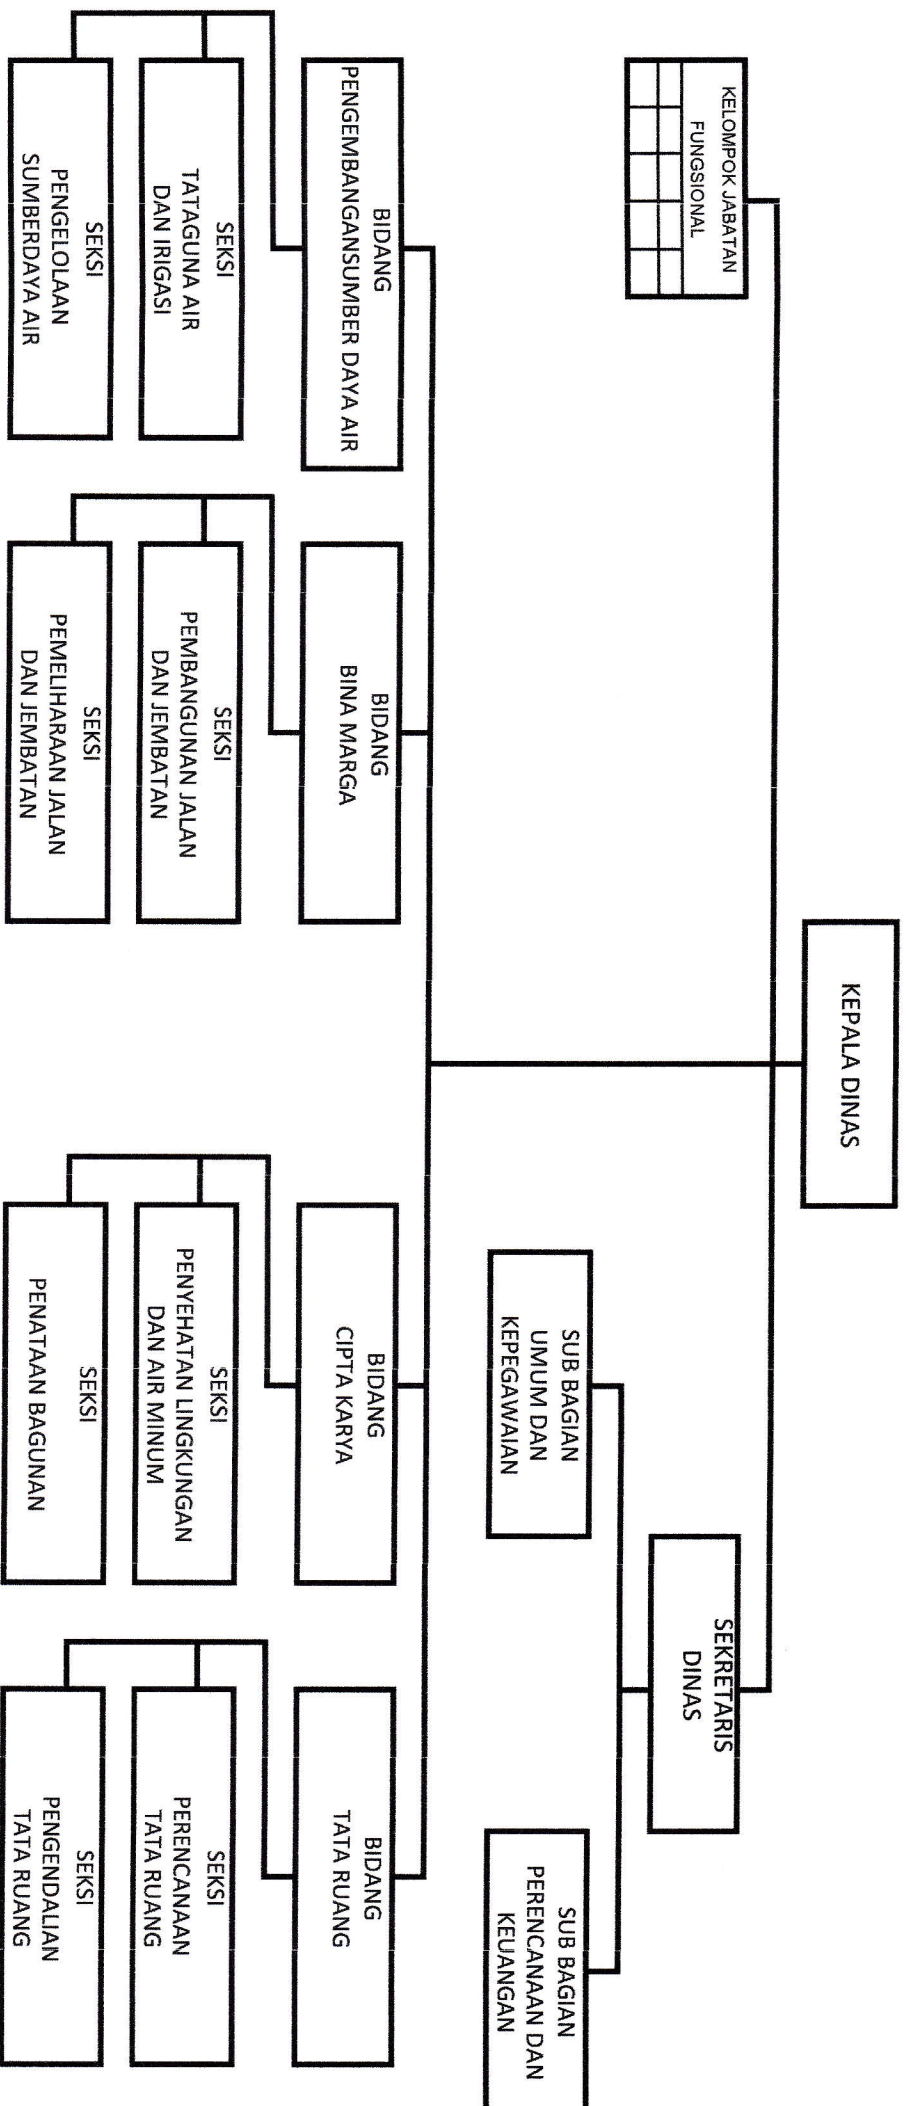 KEPALA DINAS
KELOMPOK JABATAN
FUNGSIONAL
SEKRETARIS
DINAS
SUB BAGIAN
UMUM DAN
KEPEGAWAIAN
SUB BAGIAN
PERENCANAAN DAN
KEUANGAN
BIDANG
PENGEMBANGANSUMBER DAYA AIR
BIDANG
BINA MARGA
BIDANG
CIPTA KARYA
BIDANG
TATA RUANG
SEKSI
TATAGUNA AIR
DAN IRIGASI
SEKSI
PEMBANGUNAN JALAN
DAN JEMBATAN
SEKSI
PENYEHATAN LINGKUNGAN
DAN AIR MINUM
SEKSI
PERENCANAAN
TATA RUANG
SEKSI
PENGELOLAAN
SUMBERDAYA AIR
SEKSI
PEMELIHARAAN JALAN
DAN JEMBATAN
SEKSI
PENATAAN BAGUNAN
SEKSI
PENGENDALIAN
TATA RUANG